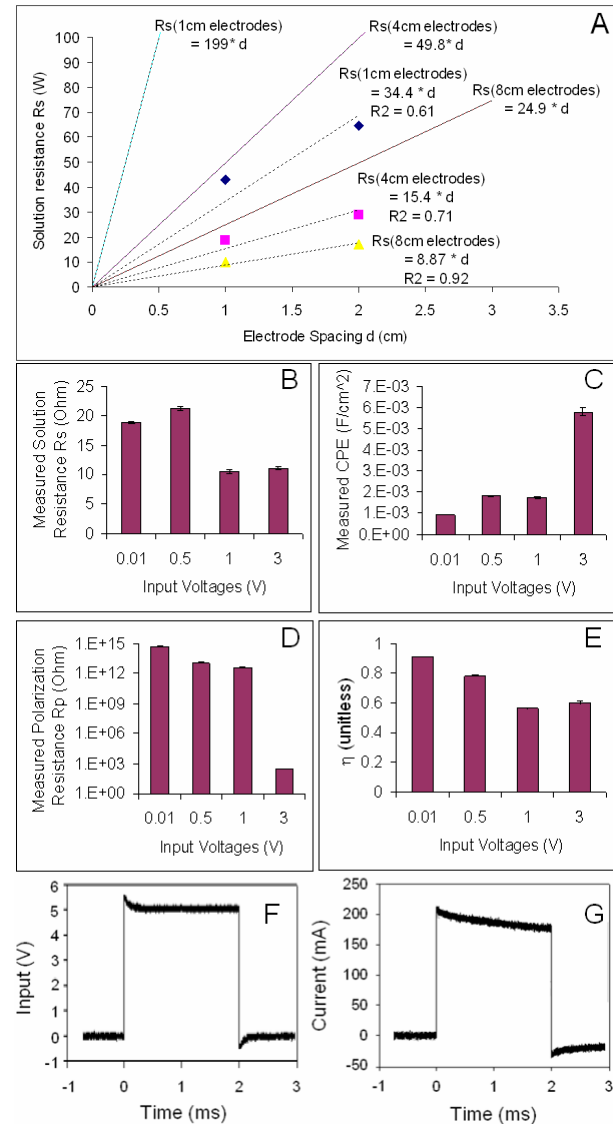 A
Rs(1cm electrodes)
= 199* d
Rs(4cm electrodes)
= 49.8* d
Rs(1cm electrodes)
= 34.4 * d
R2 = 0.61
Rs(8cm electrodes)
= 24.9 * d
Rs(4cm electrodes)
= 15.4 * d
R2 = 0.71
Rs(8cm electrodes)
= 8.87 * d
R2 = 0.92
Solution resistance Rs (W)
100
90
80
70
60
50
40
30
20
10
0
0 0.5 1 1.5 2 2.5 3 3.5
Electrode Spacing d (cm)
B
Measured Solution
Resistance Rs (Ohm)
25
20
15
10
5
0
0.01 0.5 1 3
Input Voltages (V)
C
Measured CPE (F/cm^2)
7.E-03
6.E-03
5.E-03
4.E-03
3.E-03
2.E-03
1.E-03
0.E+00
0.01 0.5 1 3
Input Voltages (V)
D
Measured Polarization
Resistance Rp (Ohm)
1.E+15
1.E+12
1.E+09
1.E+06
1.E+03
1.E+00
0.01 0.5 1 3
Input Voltages (V)
E
η (unitless)
1
0.8
0.6
0.4
0.2
0
0.01 0.5 1 3
Input Voltages (V)
F
Input (V)
6
5
4
3
2
1
0
-1
-1 0 1 2 3
Time (ms)
G
Current (mA)
250
200
150
100
50
0
-50
-1 0 1 2 3
Time (ms)